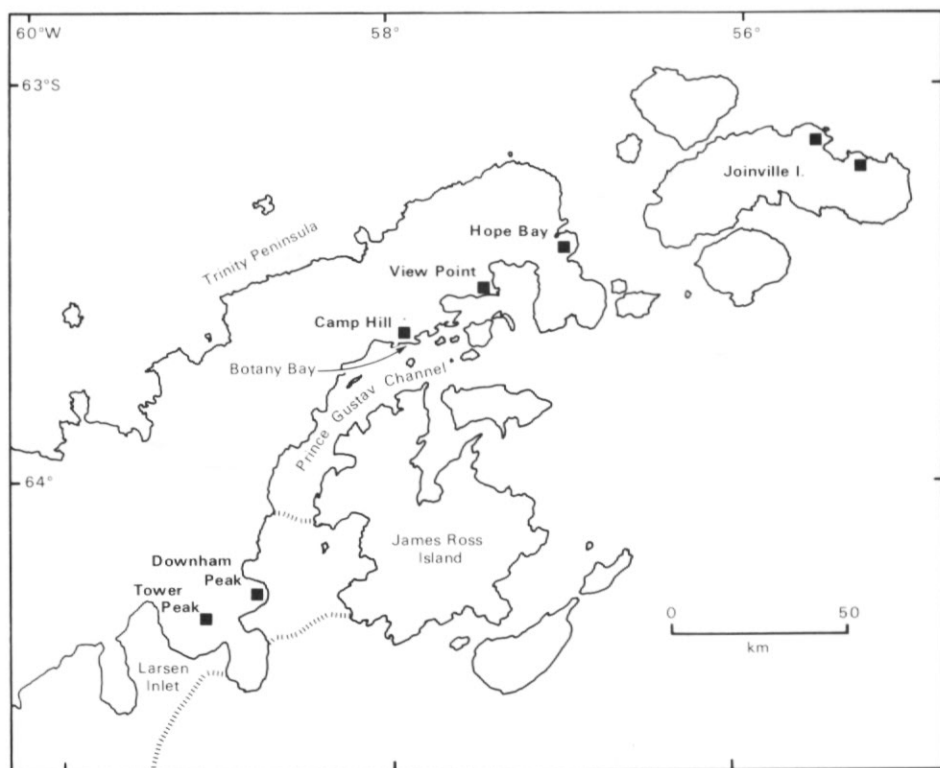 60°W
58°
56°
63°S
Joinville I.
Trinity Peninsula
Hope Bay
View Point
Camp Hill
Botany Bay
Prince Gustav Channel
64°
James Ross
Island
Downham
Peak
Tower
Peak
0
50
km
Larsen
Inlet